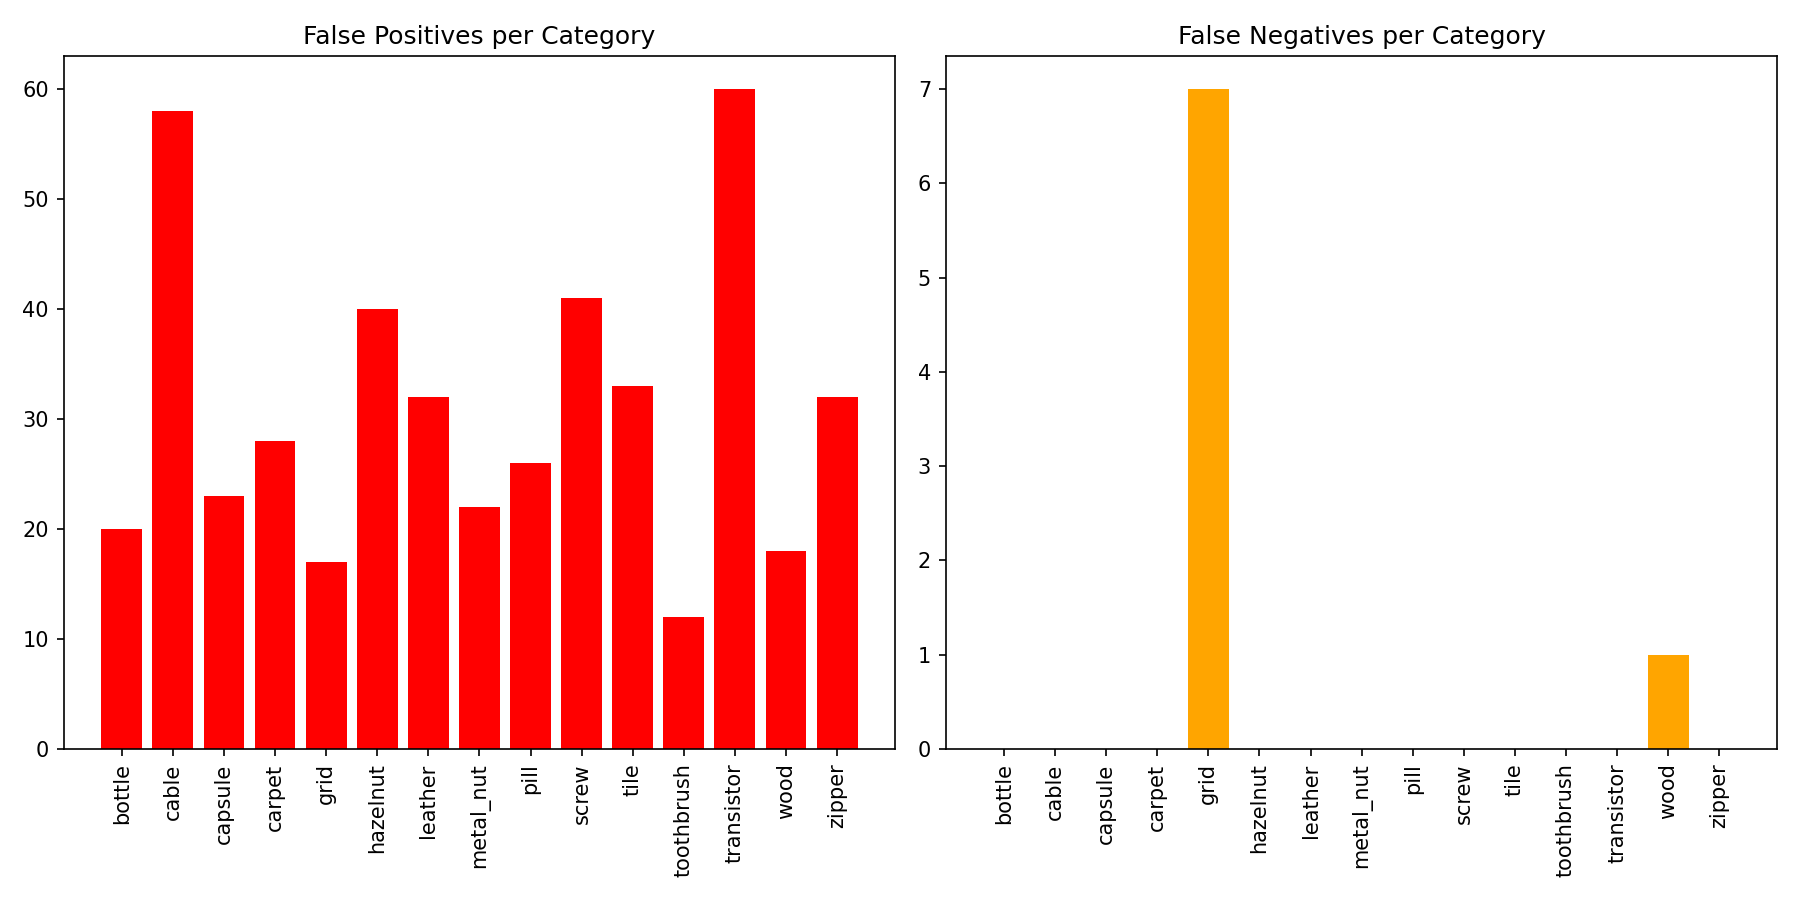 False Positives per Category
60
50
40
30
20
10
0
bottle
cable
capsule
carpet
grid
hazelnut
leather
metal_nut
pill
screw
tile
toothbrush
transistor
wood
zipper
False Negatives per Category
7
6
5
4
3
2
1
0
bottle
cable
capsule
carpet
grid
hazelnut
leather
metal_nut
pill
screw
tile
toothbrush
transistor
wood
zipper